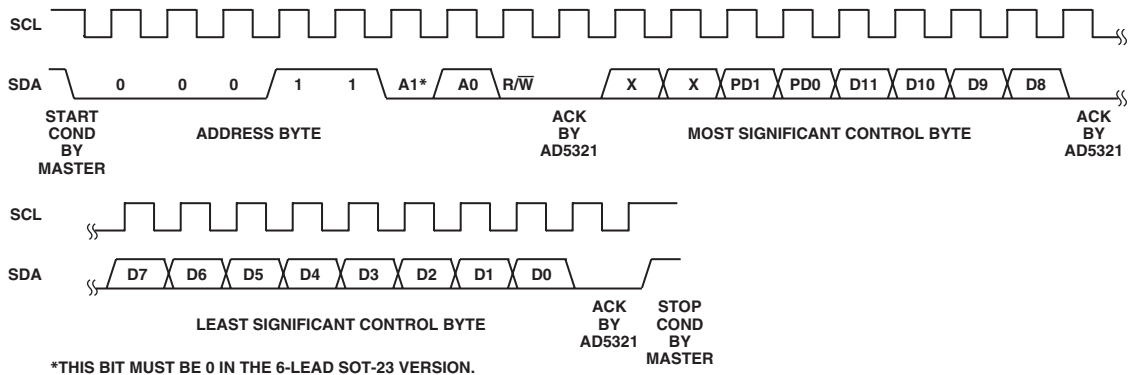 SCL
SDA 0 0 0 1 1 A1* A0 R/W̅ X X PD1 PD0 D11 D10 D9 D8
START COND BY MASTER
ADDRESS BYTE
ACK BY AD5321
MOST SIGNIFICANT CONTROL BYTE
ACK BY AD5321
SCL
SDA D7 D6 D5 D4 D3 D2 D1 D0
LEAST SIGNIFICANT CONTROL BYTE
ACK BY AD5321
STOP COND BY MASTER
*THIS BIT MUST BE 0 IN THE 6-LEAD SOT-23 VERSION.